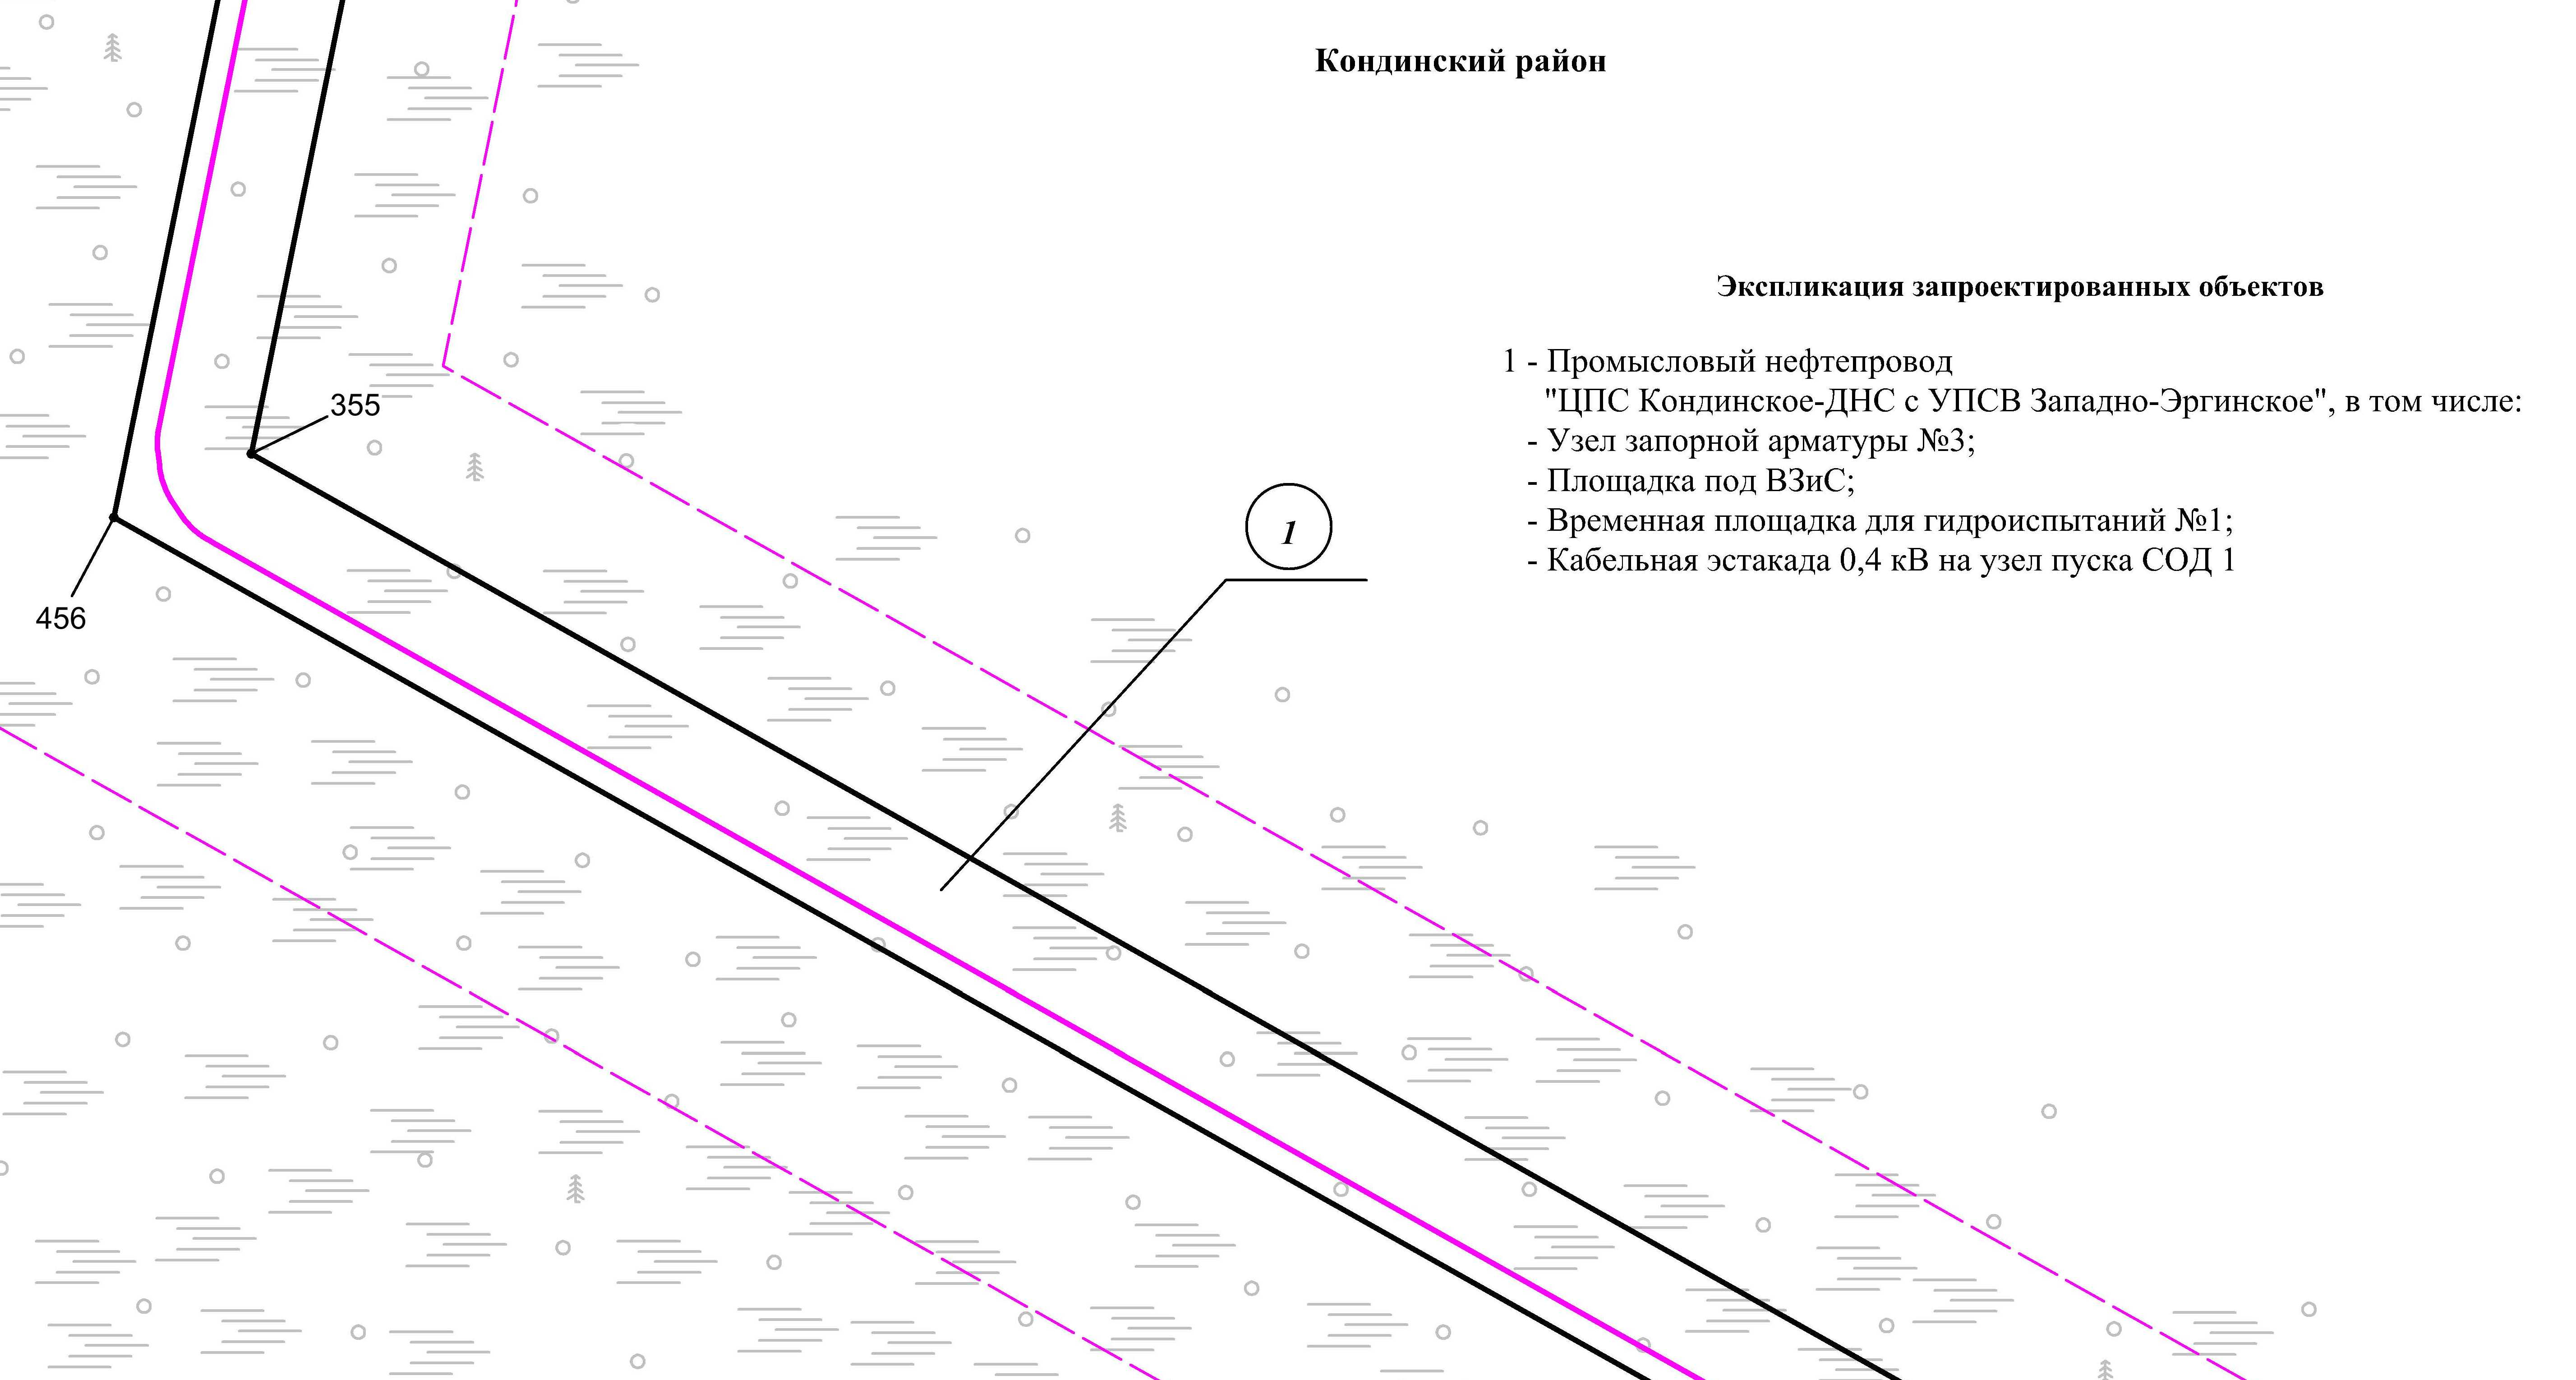 Кондинский район
Экспликация запроектированных объектов
1 - Промысловый нефтепровод
"ЦПС Кондинское-ДНС с УПСВ Западно-Эргинское", в том числе:
- Узел запорной арматуры №3;
- Площадка под ВЗиС;
- Временная площадка для гидроиспытаний №1;
- Кабельная эстакада 0,4 кВ на узел пуска СОД 1
355
1
456